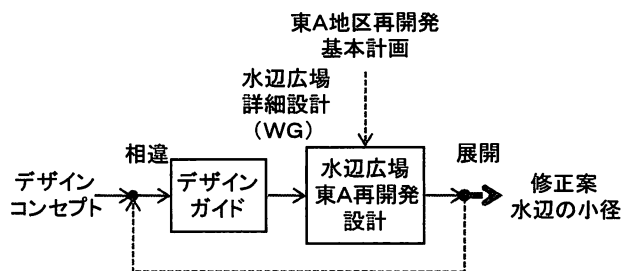 東A地区再開発
基本計画
水辺広場
詳細設計
（WG）
相違
展開
デザイン
コンセプト
デザイン
ガイド
水辺広場
東A再開発
設計
修正案
水辺の小径